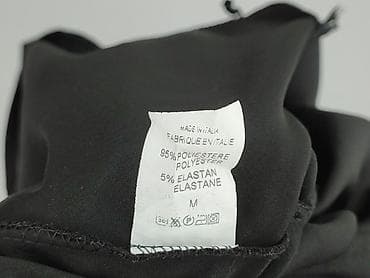 MADE IN ITALIA
FABRIQUE EN ITALIE
95% POLIESTERE
POLYESTER
5% ELASTAN
ELASTANE
M